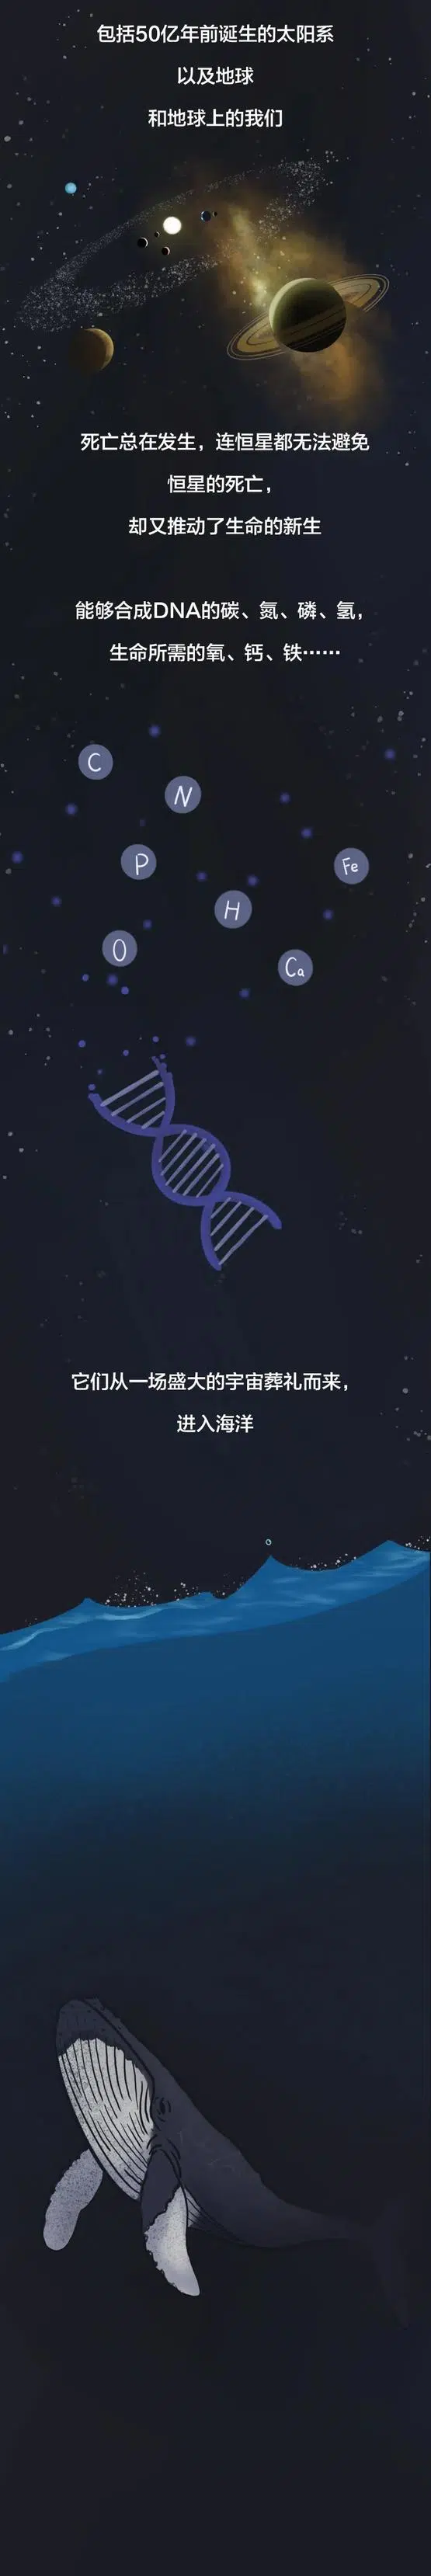 包括50亿年前诞生的太阳系
以及地球
和地球上的我们
死亡总在发生，连恒星都无法避免
恒星的死亡，
却又推动了生命的新生
能够合成DNA的碳、氮、磷、氢，
生命所需的氧、钙、铁……
C
N
P
Fe
H
O
Ca
它们从一场盛大的宇宙葬礼而来，
进入海洋